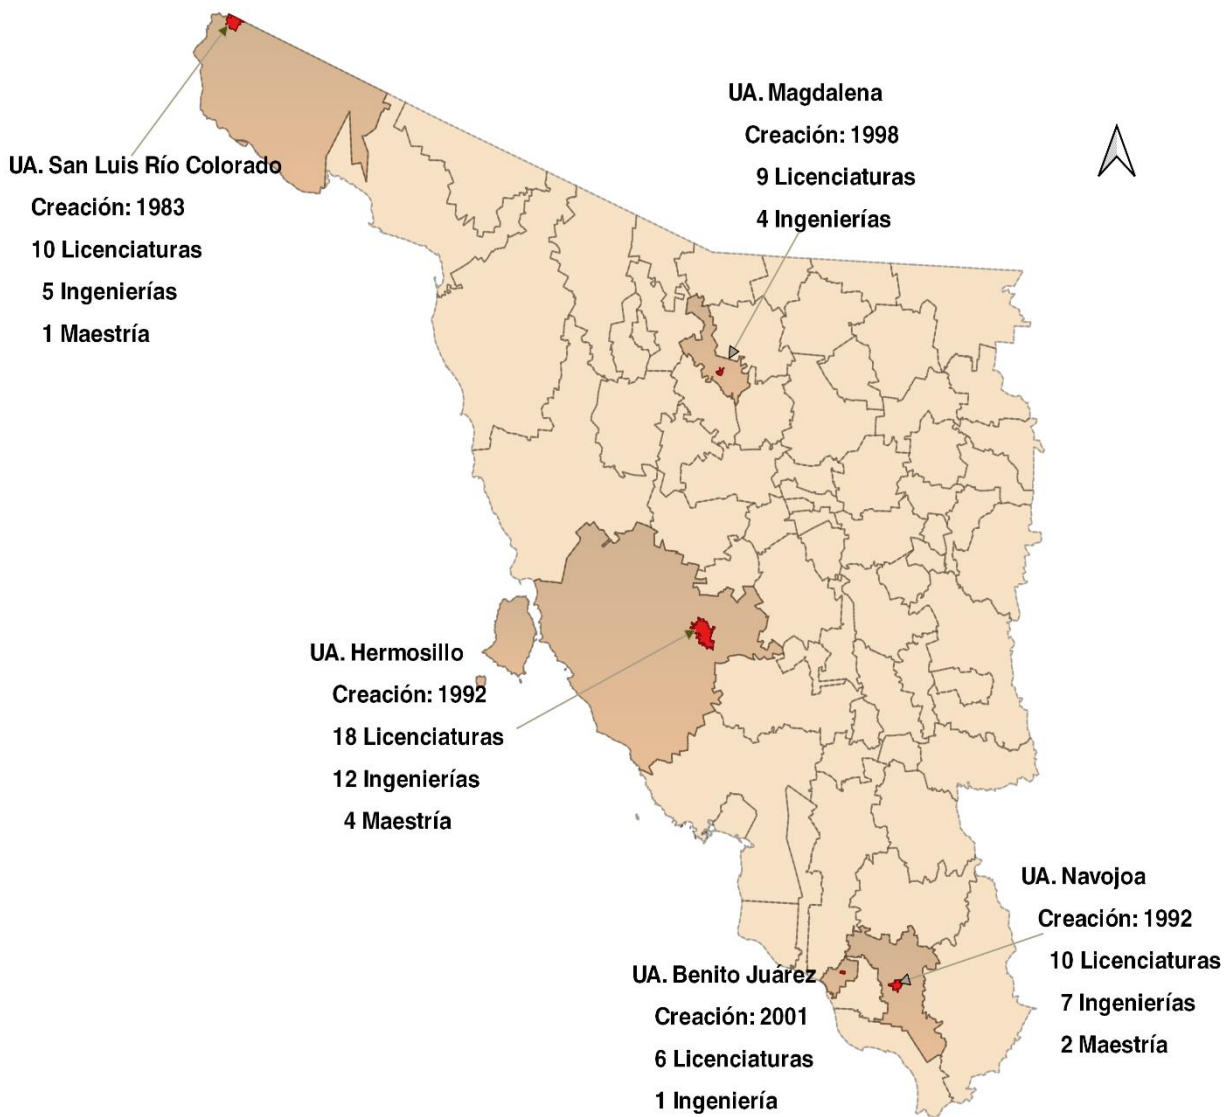 UA. Magdalena
Creación: 1998
9 Licenciaturas
4 Ingenierías
UA. San Luis Río Colorado
Creación: 1983
10 Licenciaturas
5 Ingenierías
1 Maestría
UA. Hermosillo
Creación: 1992
18 Licenciaturas
12 Ingenierías
4 Maestría
UA. Navojoa
Creación: 1992
10 Licenciaturas
7 Ingenierías
2 Maestría
UA. Benito Juárez
Creación: 2001
6 Licenciaturas
1 Ingeniería